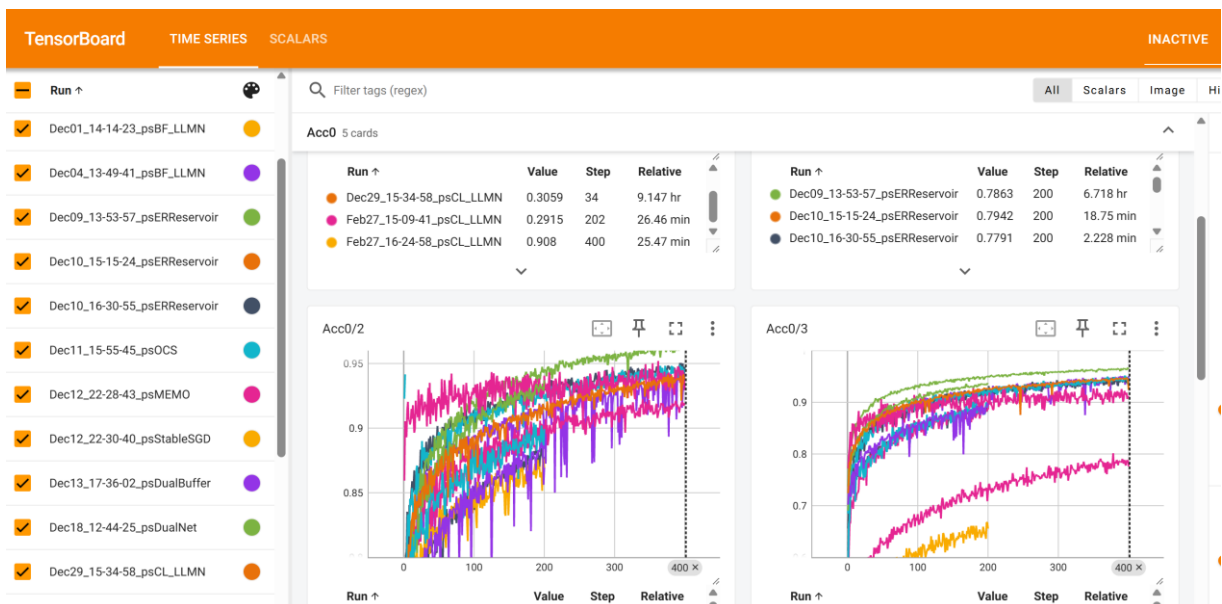 TensorBoard TIME SERIES SCALARS INACTIVE
Run ↑
Dec01_14-14-23_psBF_LLMN
Dec04_13-49-41_psBF_LLMN
Dec09_13-53-57_psERReservoir
Dec10_15-15-24_psERReservoir
Dec10_16-30-55_psERReservoir
Dec11_15-55-45_psOCS
Dec12_22-28-43_psMEMO
Dec12_22-30-40_psStableSGD
Dec13_17-36-02_psDualBuffer
Dec18_12-44-25_psDualNet
Dec29_15-34-58_psCL_LLMN
Filter tags (regex)
All Scalars Image Hi
Acc0 5 cards
Run ↑ Value Step Relative
Dec29_15-34-58_psCL_LLMN 0.3059 34 9.147 hr
Feb27_15-09-41_psCL_LLMN 0.2915 202 26.46 min
Feb27_16-24-58_psCL_LLMN 0.908 400 25.47 min
Run ↑ Value Step Relative
Dec09_13-53-57_psERReservoir 0.7863 200 6.718 hr
Dec10_15-15-24_psERReservoir 0.7942 200 18.75 min
Dec10_16-30-55_psERReservoir 0.7791 200 2.228 min
Acc0/2
0.95
0.9
0.85
0 100 200 300 400 ×
Run ↑ Value Step Relative
Acc0/3
0.9
0.8
0.7
0 100 200 300 400 ×
Run ↑ Value Step Relative